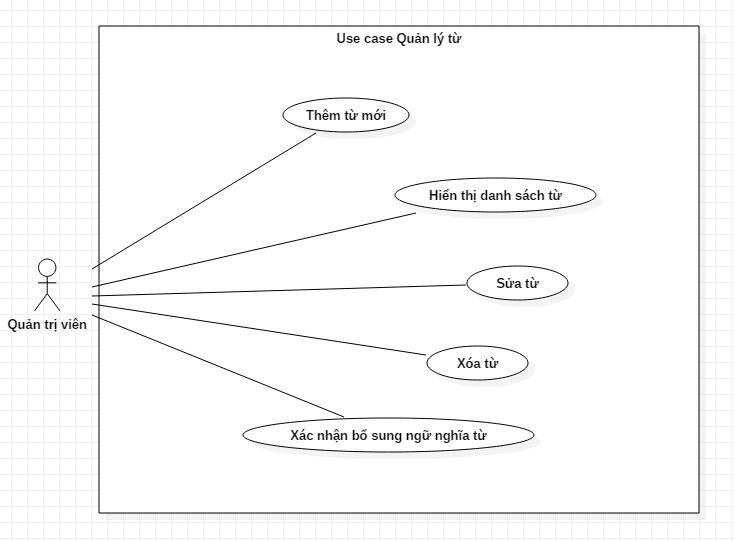 Use case Quản lý từ
Thêm từ mới
Hiển thị danh sách từ
Sửa từ
Quản trị viên
Xóa từ
Xác nhận bổ sung ngữ nghĩa từ